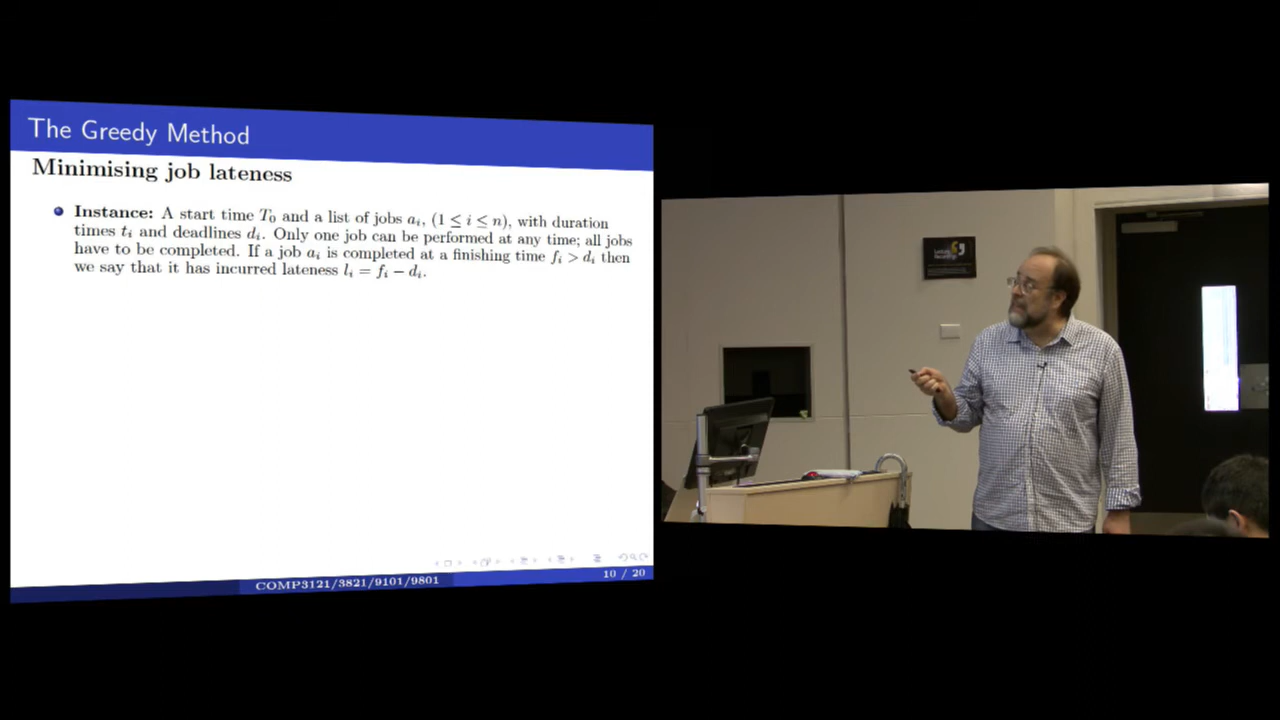 The Greedy Method
Minimising job lateness
Instance: A start time T₀ and a list of jobs aᵢ, (1 ≤ i ≤ n), with duration
times tᵢ and deadlines dᵢ. Only one job can be performed at any time; all jobs
have to be completed. If a job aᵢ is completed at a finishing time fᵢ > dᵢ then
we say that it has incurred lateness lᵢ = fᵢ − dᵢ.
COMP3121/3821/9101/9801
10 / 20